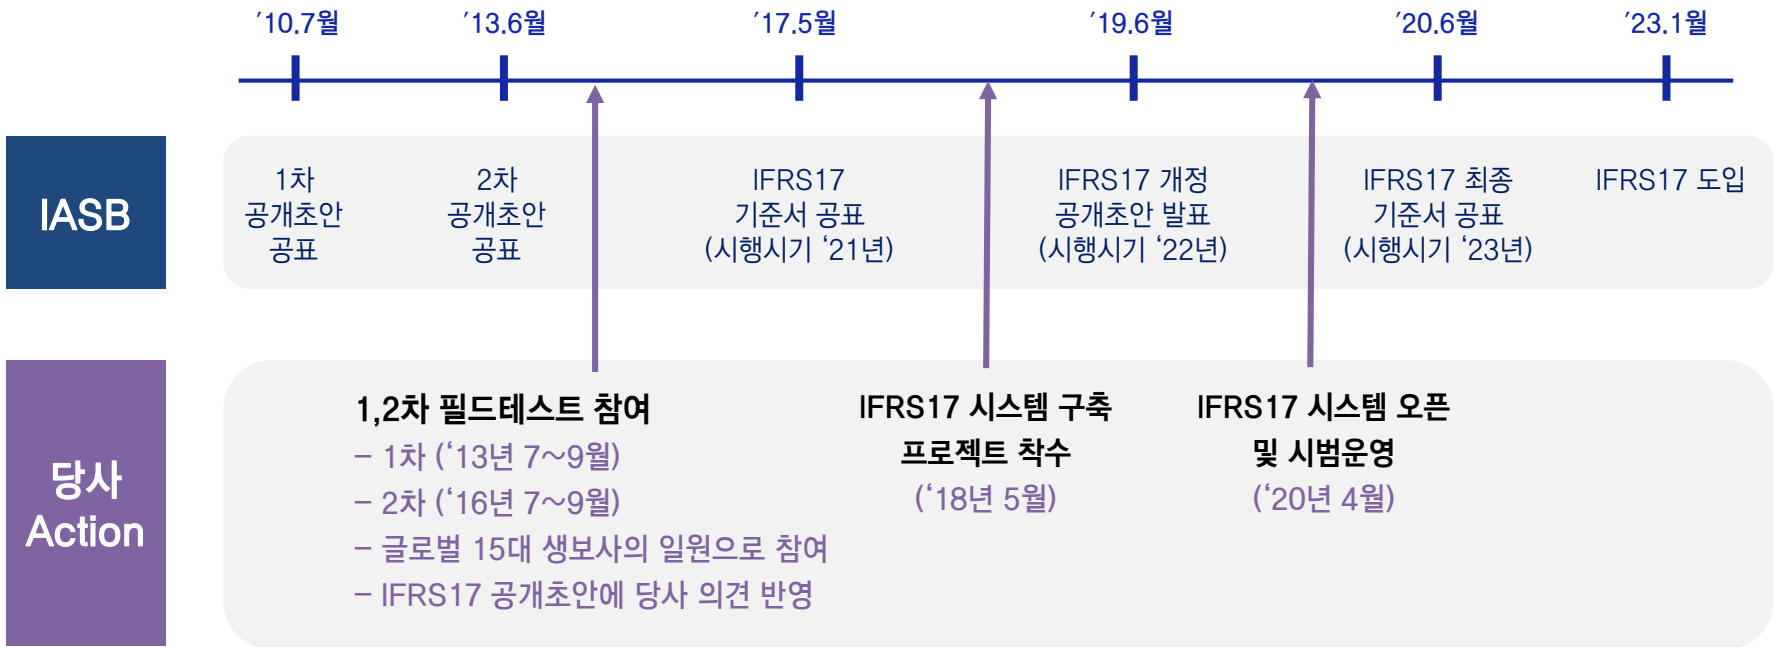 ′10.7월
′13.6월
′17.5월
′19.6월
′20.6월
′23.1월
IASB
1차
공개초안
공표
2차
공개초안
공표
IFRS17
기준서 공표
(시행시기 ‘21년)
IFRS17 개정
공개초안 발표
(시행시기 ‘22년)
IFRS17 최종
기준서 공표
(시행시기 ‘23년)
IFRS17 도입
당사
Action
1,2차 필드테스트 참여
– 1차 (‘13년 7~9월)
– 2차 (‘16년 7~9월)
– 글로벌 15대 생보사의 일원으로 참여
– IFRS17 공개초안에 당사 의견 반영
IFRS17 시스템 구축
프로젝트 착수
(‘18년 5월)
IFRS17 시스템 오픈
및 시범운영
(‘20년 4월)